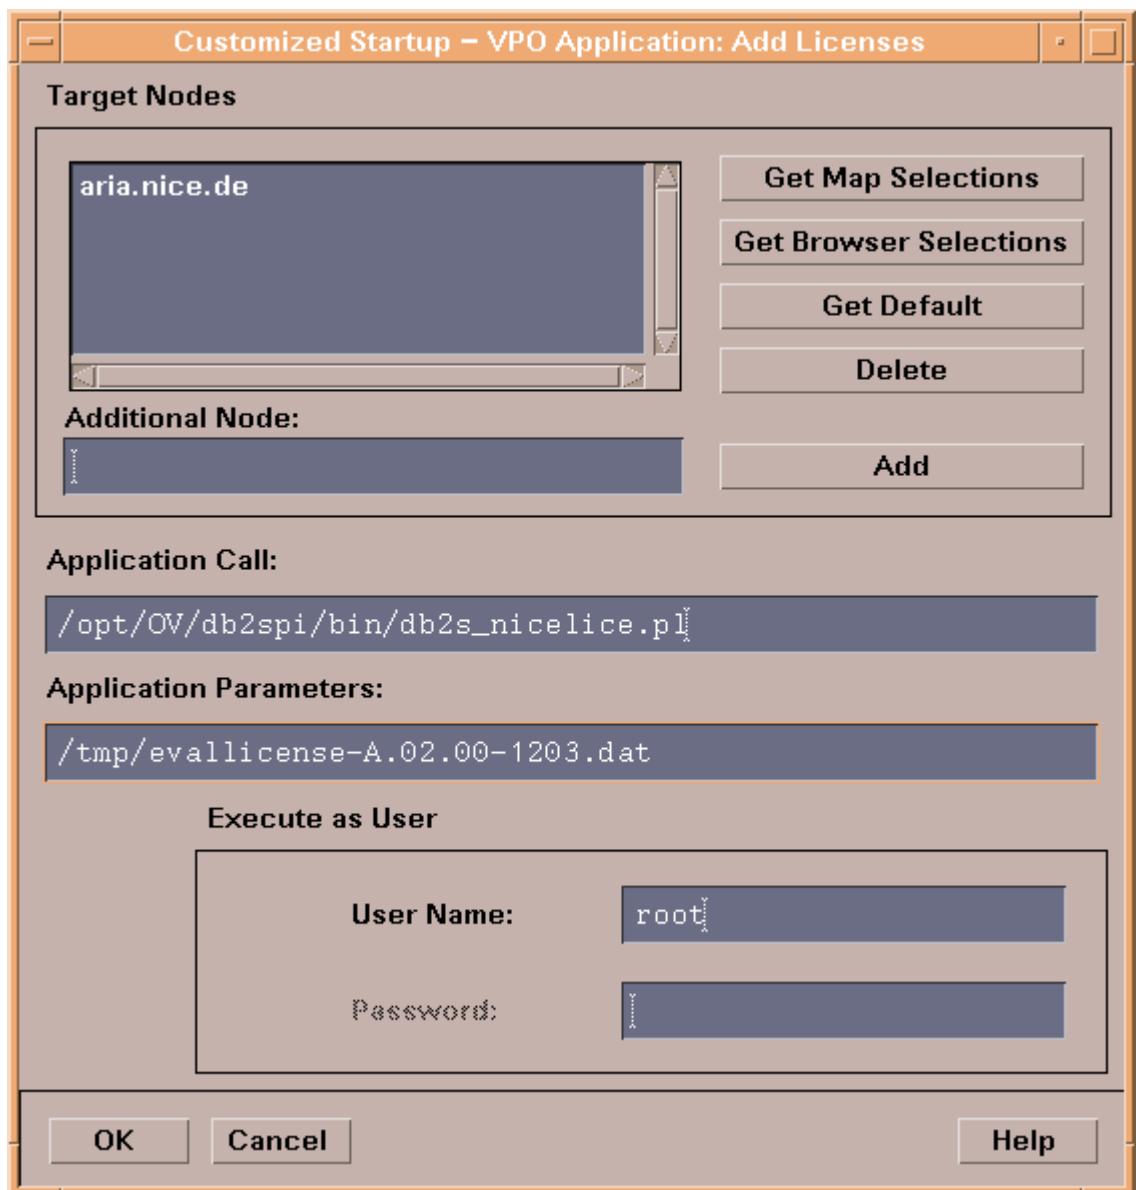 Customized Startup – VPO Application: Add Licenses
Target Nodes
aria.nice.de
Get Map Selections
Get Browser Selections
Get Default
Delete
Additional Node:
Add
Application Call:
/opt/OV/db2spi/bin/db2s_nicelice.pl
Application Parameters:
/tmp/evallicense-A.02.00-1203.dat
Execute as User
User Name:
root
Password:
OK
Cancel
Help